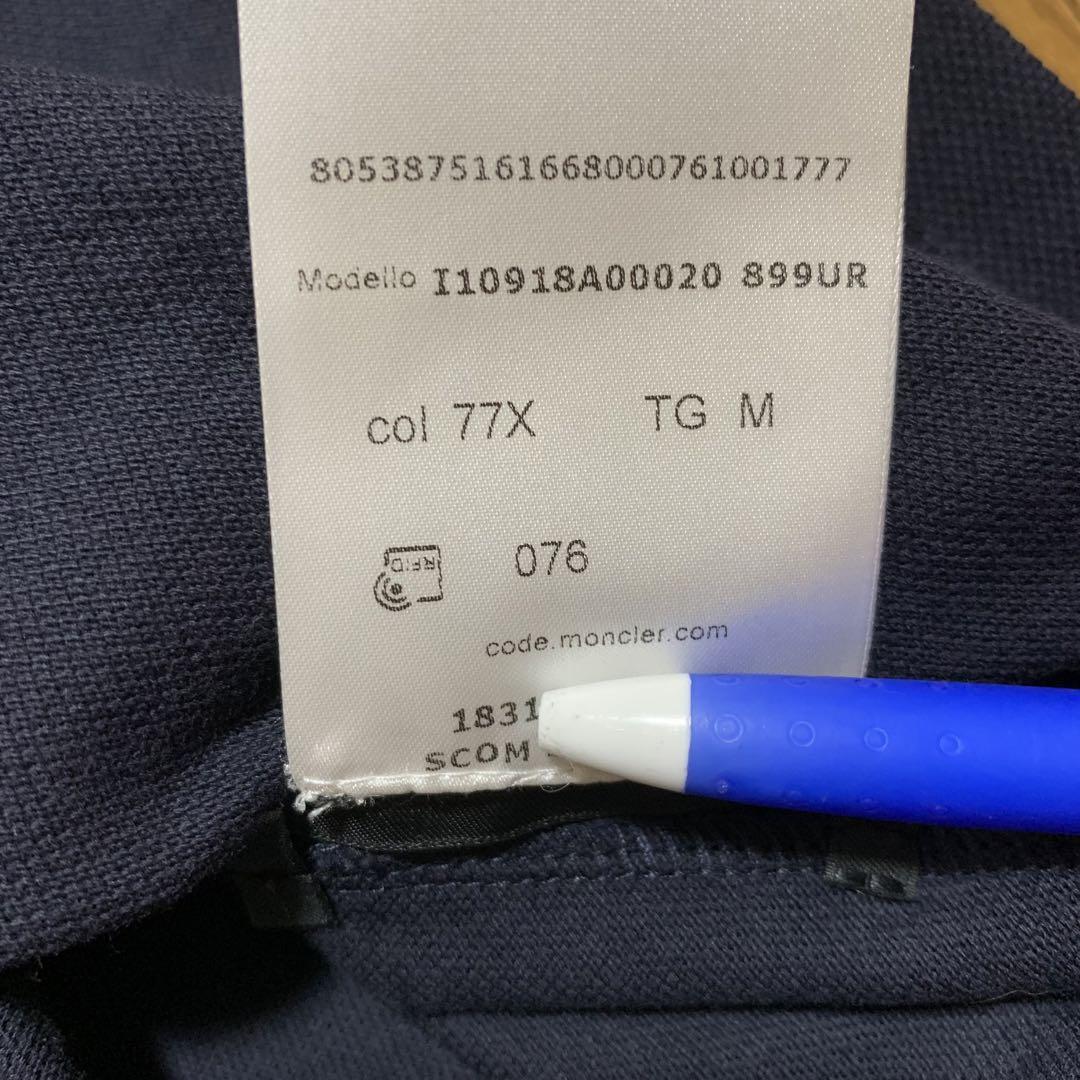 8053875161668000761001777
Modello I10918A00020 899UR
col 77X TG M
RFID
076
code.moncler.com
1831
SCOM